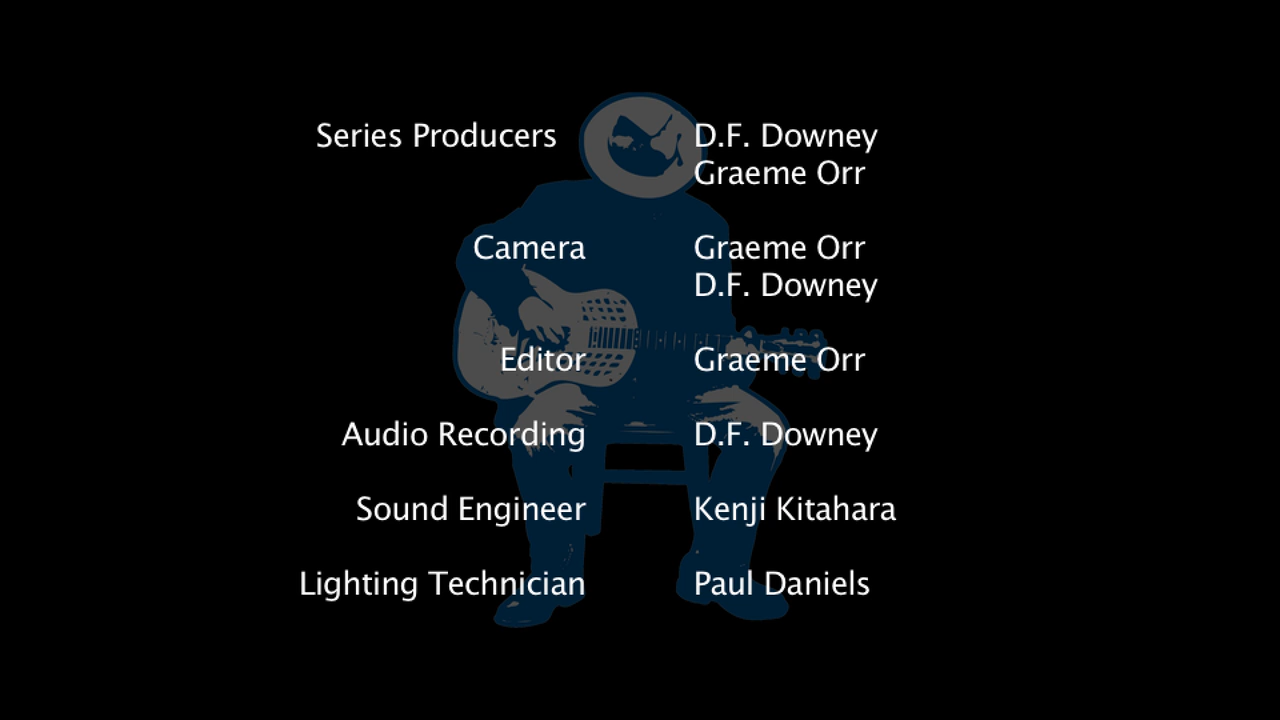 Series Producers D.F. Downey
Graeme Orr
Camera Graeme Orr
D.F. Downey
Editor Graeme Orr
Audio Recording D.F. Downey
Sound Engineer Kenji Kitahara
Lighting Technician Paul Daniels